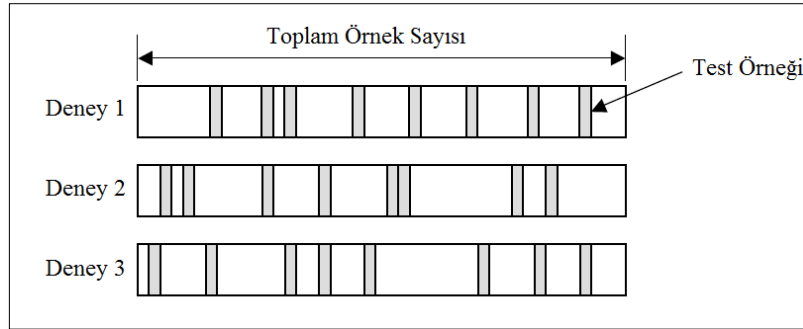 Toplam Örnek Sayısı
Test Örneği
Deney 1
Deney 2
Deney 3